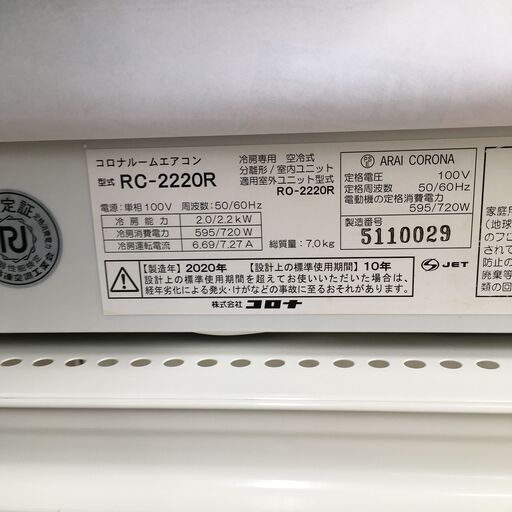 コロナルームエアコン
型式 RC-2220R
冷房専用 空冷式
分離形/室内ユニット
適用室外ユニット型式
RO-2220R
電源:単相100V 周波数:50/60Hz
冷房能力 2.0/2.2kW
冷房消費電力 595/720W
冷房運転電流 6.69/7.27A
総質量:7.0kg
ARAI CORONA
定格電圧 100V
定格周波数 50/60Hz
電動機の定格消費電力
595/720W
製造番号
5110029
【製造年】2020年 【設計上の標準使用期間】10年
設計上の標準使用期間を超えてお使いいただいた場合は、
経年劣化による発火・けがなどの事故に至るおそれがあります。
株式会社 コロナ
JET
定証
家庭用
(地球
のフロ
されて
防止の
廃棄等
類の回